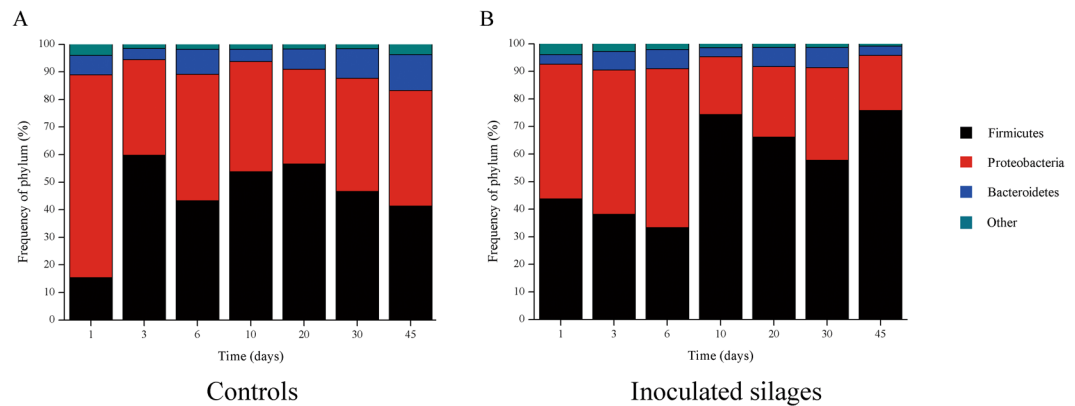 A
Frequency of phylum (%)
100
90
80
70
60
50
40
30
20
10
0
1 3 6 10 20 30 45
Time (days)
Controls
B
Frequency of phylum (%)
100
90
80
70
60
50
40
30
20
10
0
1 3 6 10 20 30 45
Time (days)
Inoculated silages
Firmicutes
Proteobacteria
Bacteroidetes
Other